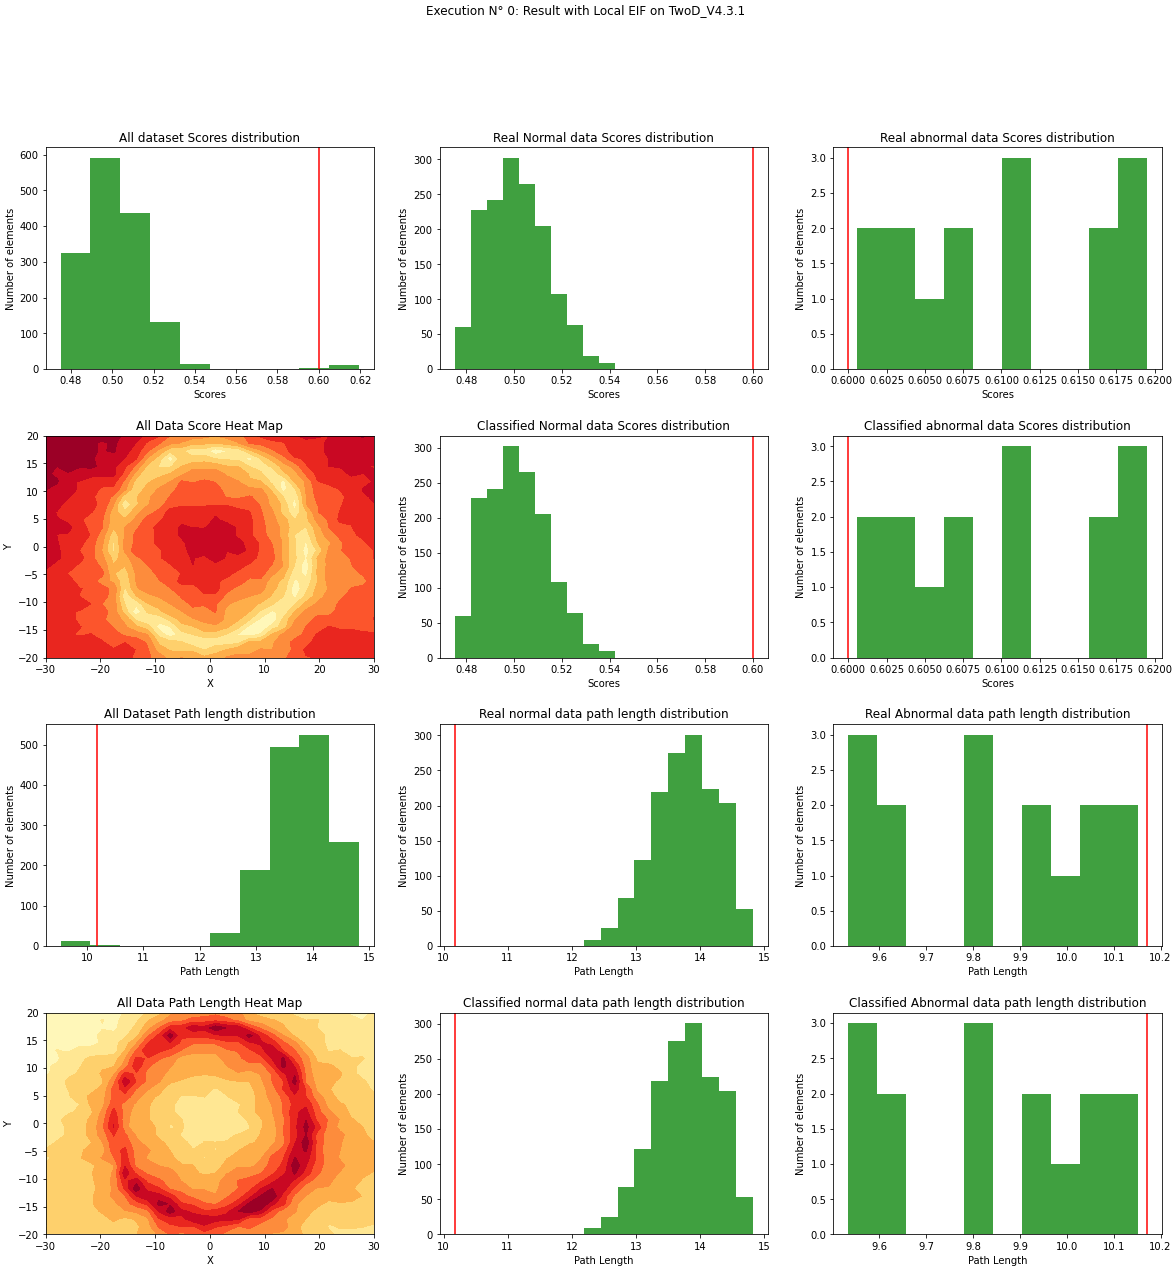 Execution N° 0: Result with Local EIF on TwoD_V4.3.1
All dataset Scores distribution
Number of elements
600
500
400
300
200
100
0
0.48 0.50 0.52 0.54 0.56 0.58 0.60 0.62
Scores
Real Normal data Scores distribution
Number of elements
300
250
200
150
100
50
0
0.48 0.50 0.52 0.54 0.56 0.58 0.60
Scores
Real abnormal data Scores distribution
Number of elements
3.0
2.5
2.0
1.5
1.0
0.5
0.0
0.6000 0.6025 0.6050 0.6075 0.6100 0.6125 0.6150 0.6175 0.6200
Scores
All Data Score Heat Map
Y
20
15
10
5
0
−5
−10
−15
−20
−30 −20 −10 0 10 20 30
X
Classified Normal data Scores distribution
Number of elements
300
250
200
150
100
50
0
0.48 0.50 0.52 0.54 0.56 0.58 0.60
Scores
Classified abnormal data Scores distribution
Number of elements
3.0
2.5
2.0
1.5
1.0
0.5
0.0
0.6000 0.6025 0.6050 0.6075 0.6100 0.6125 0.6150 0.6175 0.6200
Scores
All Dataset Path length distribution
Number of elements
500
400
300
200
100
0
10 11 12 13 14 15
Path Length
Real normal data path length distribution
Number of elements
300
250
200
150
100
50
0
10 11 12 13 14 15
Path Length
Real Abnormal data path length distribution
Number of elements
3.0
2.5
2.0
1.5
1.0
0.5
0.0
9.6 9.7 9.8 9.9 10.0 10.1 10.2
Path Length
All Data Path Length Heat Map
Y
20
15
10
5
0
−5
−10
−15
−20
−30 −20 −10 0 10 20 30
X
Classified normal data path length distribution
Number of elements
300
250
200
150
100
50
0
10 11 12 13 14 15
Path Length
Classified Abnormal data path length distribution
Number of elements
3.0
2.5
2.0
1.5
1.0
0.5
0.0
9.6 9.7 9.8 9.9 10.0 10.1 10.2
Path Length